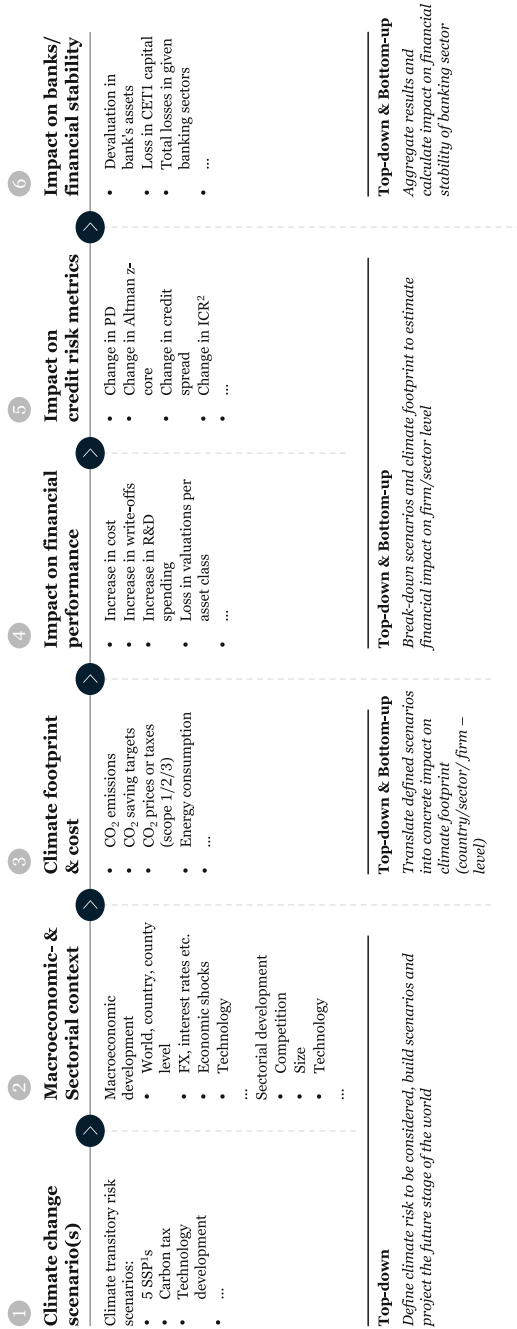 1
Climate change
scenario(s)
Climate transitory risk
scenarios:
• 5 SSP¹s
• Carbon tax
• Technology
development
• ...
2
Macroeconomic- &
Sectorial context
Macroeconomic
development
• World, country, county
level
• FX, interest rates etc.
• Economic shocks
• Technology
...
Sectorial development
• Competition
• Size
• Technology
...
Top-down
Define climate risk to be considered, build scenarios and
project the future stage of the world
3
Climate footprint
& cost
• CO₂ emissions
• CO₂ saving targets
• CO₂ prices or taxes
(scope 1/2/3)
• Energy consumption
• ...
Top-down & Bottom-up
Translate defined scenarios
into concrete impact on
climate footprint
(country/sector/ firm –
level)
4
Impact on financial
performance
• Increase in cost
• Increase in write-offs
• Increase in R&D
spending
• Loss in valuations per
asset class
• ...
5
Impact on
credit risk metrics
• Change in PD
• Change in Altman z-
core
• Change in credit
spread
• Change in ICR²
• ...
Top-down & Bottom-up
Break-down scenarios and climate footprint to estimate
financial impact on firm/sector level
6
Impact on banks/
financial stability
• Devaluation in
bank's assets
• Loss in CET1 capital
• Total losses in given
banking sectors
• ...
Top-down & Bottom-up
Aggregate results and
calculate impact on financial
stability of banking sector